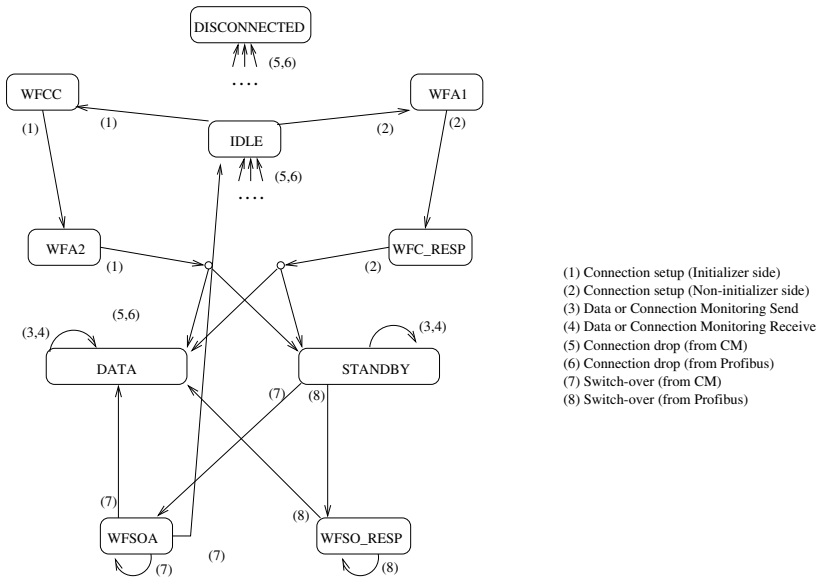 DISCONNECTED
(5,6)
....
WFCC
WFA1
(1)
(1)
(2)
(2)
IDLE
(5,6)
....
WFA2
WFC_RESP
(1)
(2)
(1) Connection setup (Initializer side)
(2) Connection setup (Non-initializer side)
(3) Data or Connection Monitoring Send
(4) Data or Connection Monitoring Receive
(5) Connection drop (from CM)
(6) Connection drop (from Profibus)
(7) Switch-over (from CM)
(8) Switch-over (from Profibus)
(5,6)
(3,4)
(3,4)
DATA
STANDBY
(7)
(8)
(7)
(8)
WFSOA
WFSO_RESP
(7)
(7)
(8)